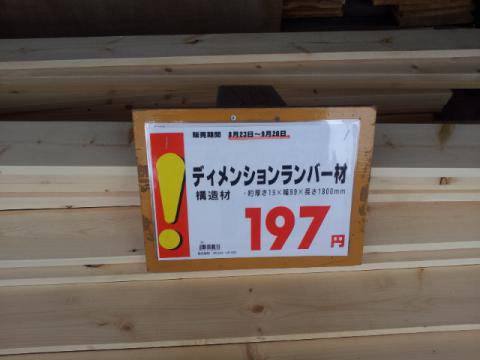 販売期間 8月23日～9月26日
ディメンションランバー材
構造材 ・約厚さ15×幅89×長さ1800mm
197円